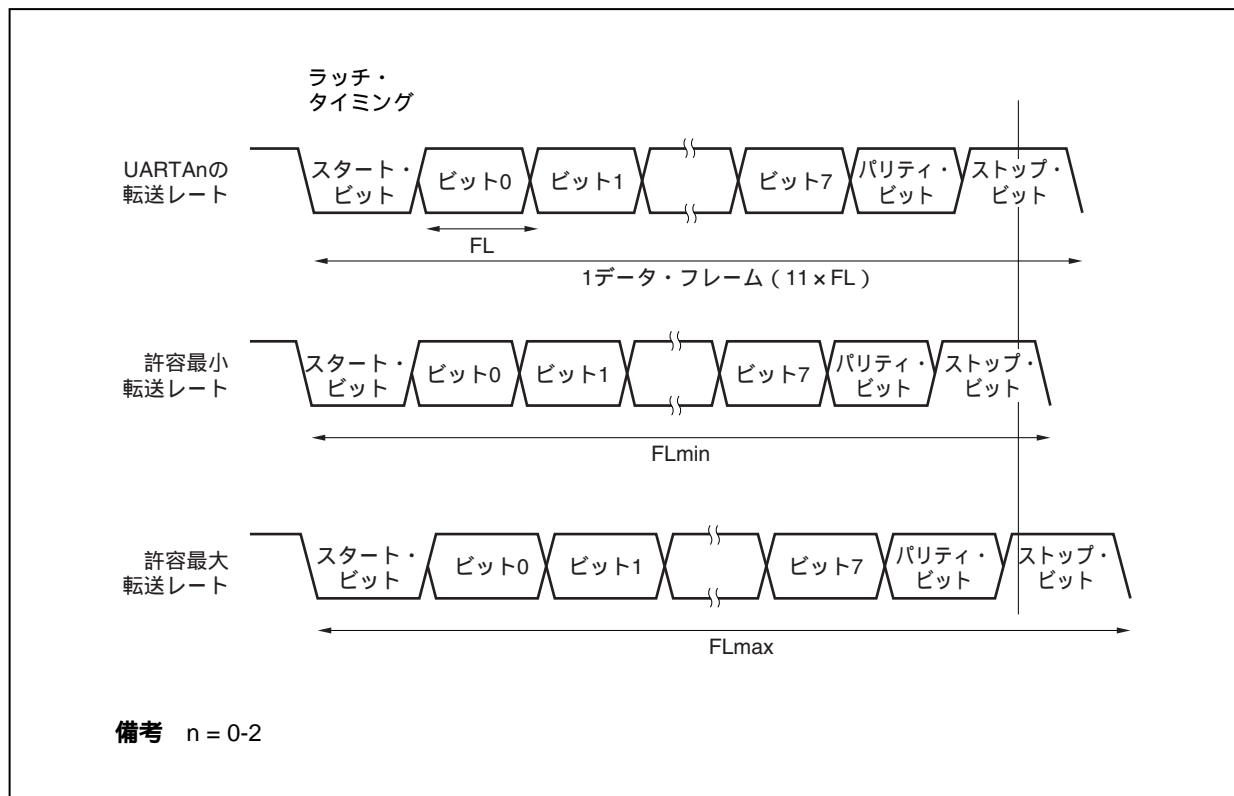 ラッチ・
タイミング
UARTAnの
転送レート
スタート・
ビット
ビット0
ビット1
ビット7
パリティ・
ビット
ストップ・
ビット
FL
1データ・フレーム（11×FL）
許容最小
転送レート
スタート・
ビット
ビット0
ビット1
ビット7
パリティ・
ビット
ストップ・
ビット
FLmin
許容最大
転送レート
スタート・
ビット
ビット0
ビット1
ビット7
パリティ・
ビット
ストップ・
ビット
FLmax
備考 n = 0-2